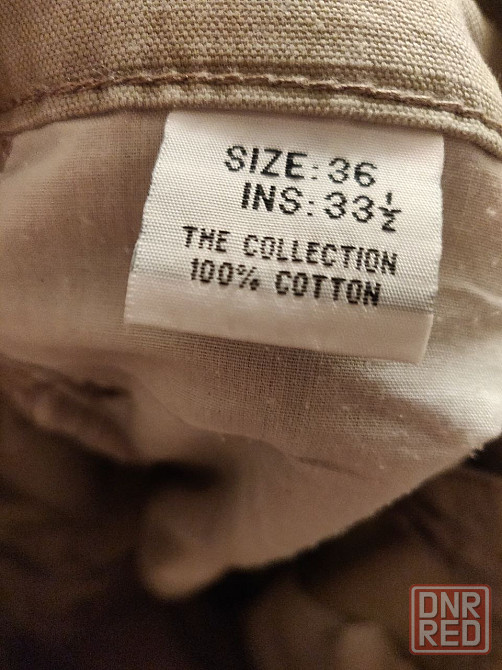 SIZE: 36
INS: 33½
THE COLLECTION
100% COTTON
DNR
RED